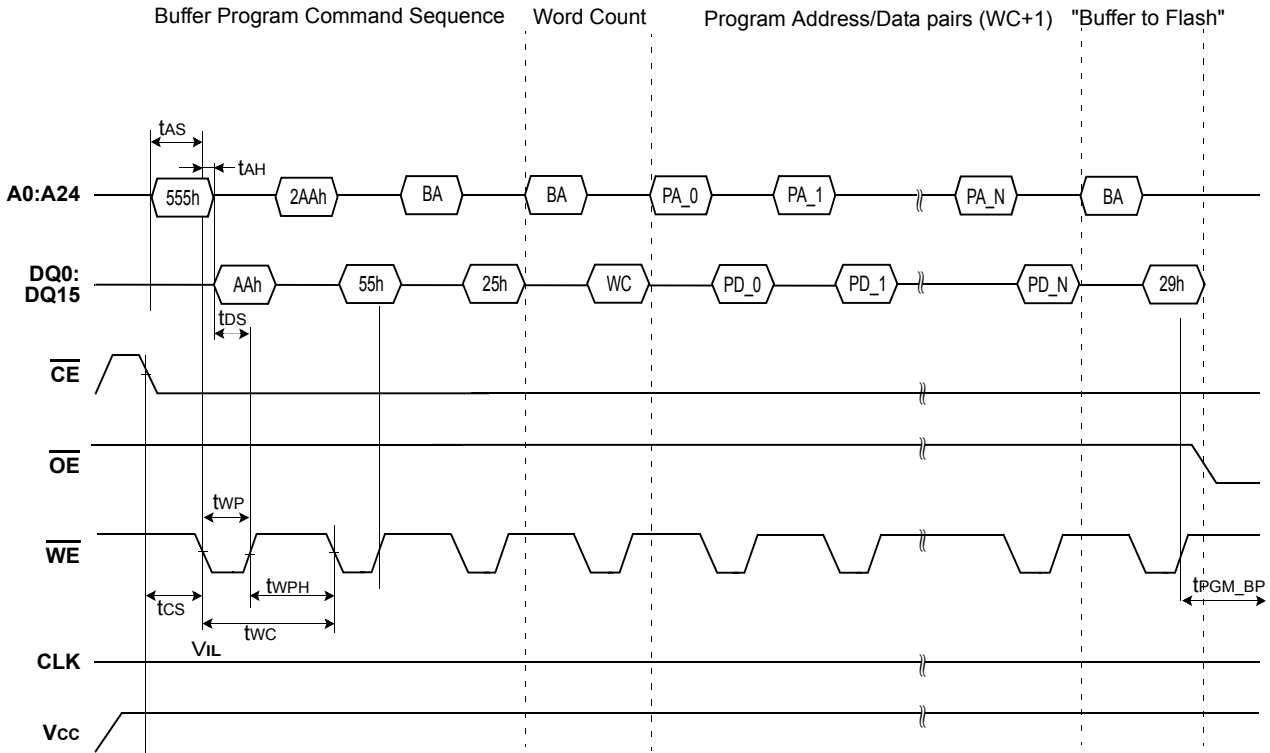 Buffer Program Command Sequence Word Count Program Address/Data pairs (WC+1) "Buffer to Flash"
tAS
tAH
A0:A24 555h 2AAh BA BA PA_0 PA_1 PA_N BA
DQ0:
DQ15 AAh 55h 25h WC PD_0 PD_1 PD_N 29h
tDS
CE
OE
tWP
WE
tWPH tPGM_BP
tCS
tWC
VIL
CLK
VCC